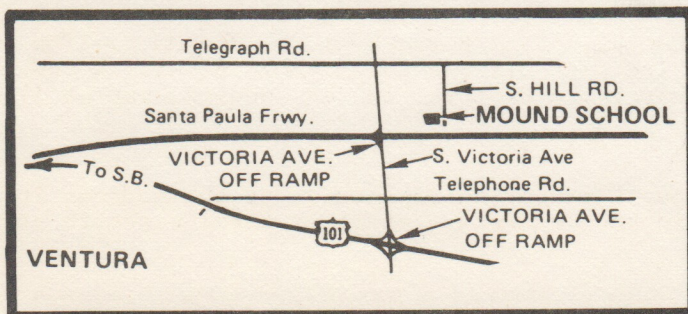 Telegraph Rd.
S. HILL RD.
MOUND SCHOOL
Santa Paula Frwy.
VICTORIA AVE.
OFF RAMP
S. Victoria Ave
To S.B.
Telephone Rd.
VICTORIA AVE.
OFF RAMP
101
VENTURA